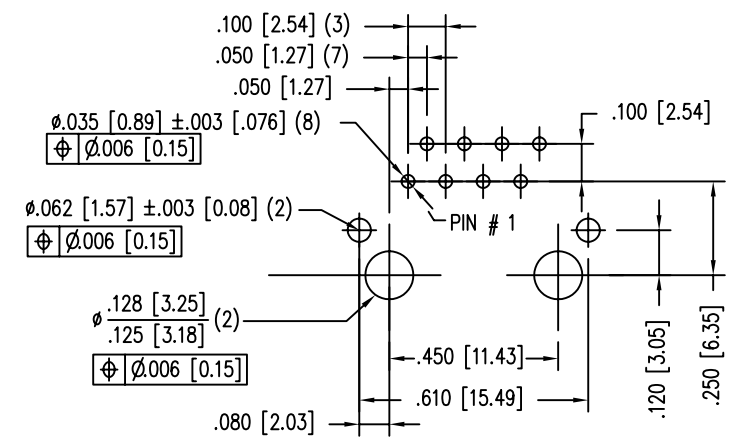 .100 [2.54] (3)
.050 [1.27] (7)
.050 [1.27]
.100 [2.54]
ø.035 [0.89] ±.003 [.076] (8)
⌖ Ø.006 [0.15]
ø.062 [1.57] ±.003 [0.08] (2)
PIN # 1
⌖ Ø.006 [0.15]
ø .128 [3.25]
.125 [3.18] (2)
⌖ Ø.006 [0.15]
.450 [11.43]
.610 [15.49]
.080 [2.03]
.120 [3.05]
.250 [6.35]